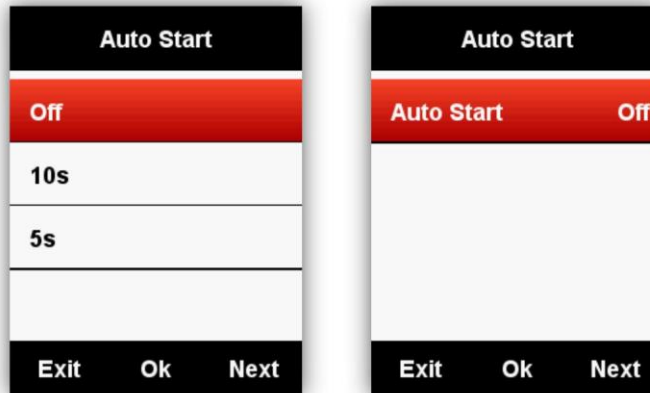 Auto Start
Off
10s
5s
Exit Ok Next
Auto Start
Auto Start Off
Exit Ok Next